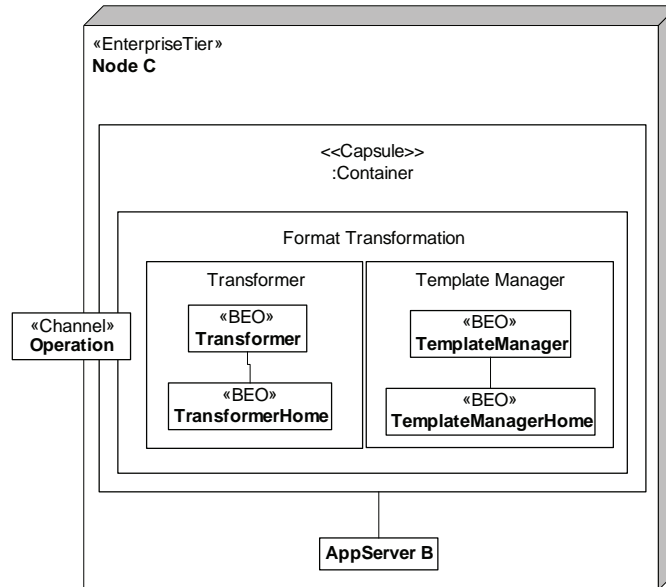 «EnterpriseTier»
Node C
<<Capsule>>
:Container
Format Transformation
Transformer
Template Manager
«BEO»
Transformer
«BEO»
TemplateManager
«Channel»
Operation
«BEO»
TransformerHome
«BEO»
TemplateManagerHome
AppServer B